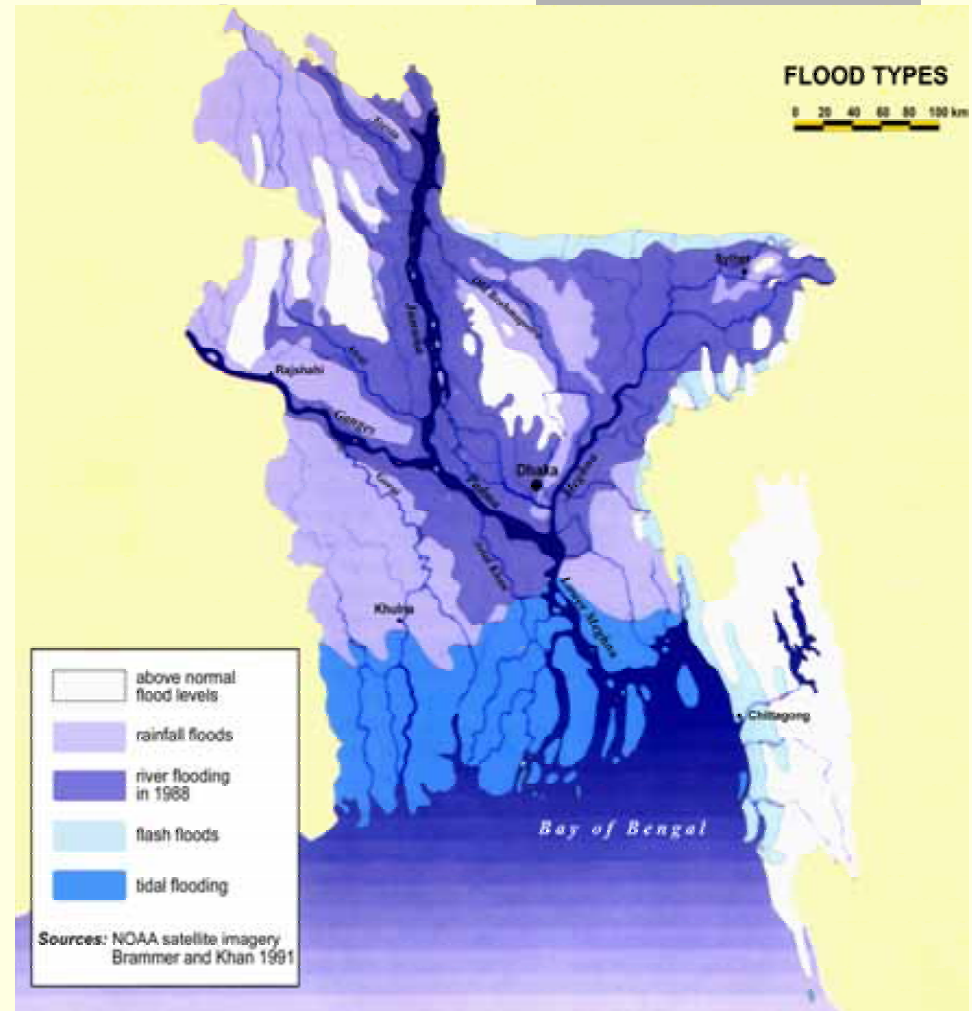 FLOOD TYPES
0 20 40 60 80 100 km
Teesta
Sylhet
Old Brahmaputra
Jamuna
Atrai
Rajshahi
Ganges
Gorai
Dhaka
Padma
Meghna
Arial Khan
Lower Meghna
Khulna
Chittagong
Bay of Bengal
above normal
flood levels
rainfall floods
river flooding
in 1988
flash floods
tidal flooding
Sources: NOAA satellite imagery
Brammer and Khan 1991